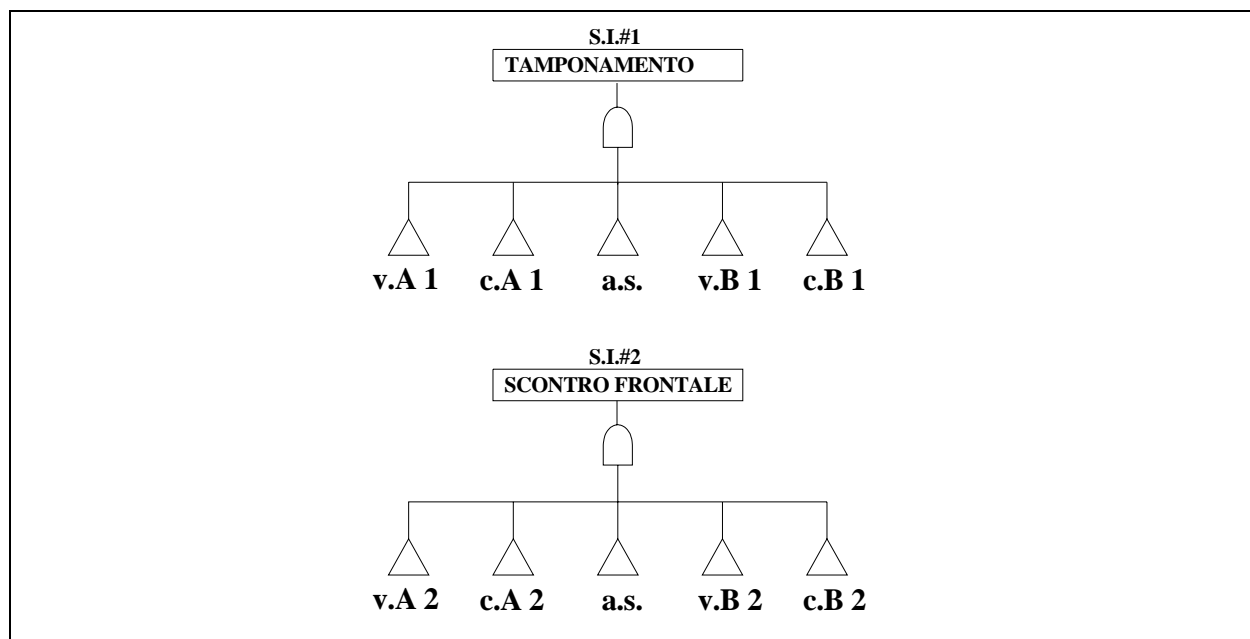 S.I.#1
TAMPONAMENTO
v.A 1 c.A 1 a.s. v.B 1 c.B 1
S.I.#2
SCONTRO FRONTALE
v.A 2 c.A 2 a.s. v.B 2 c.B 2